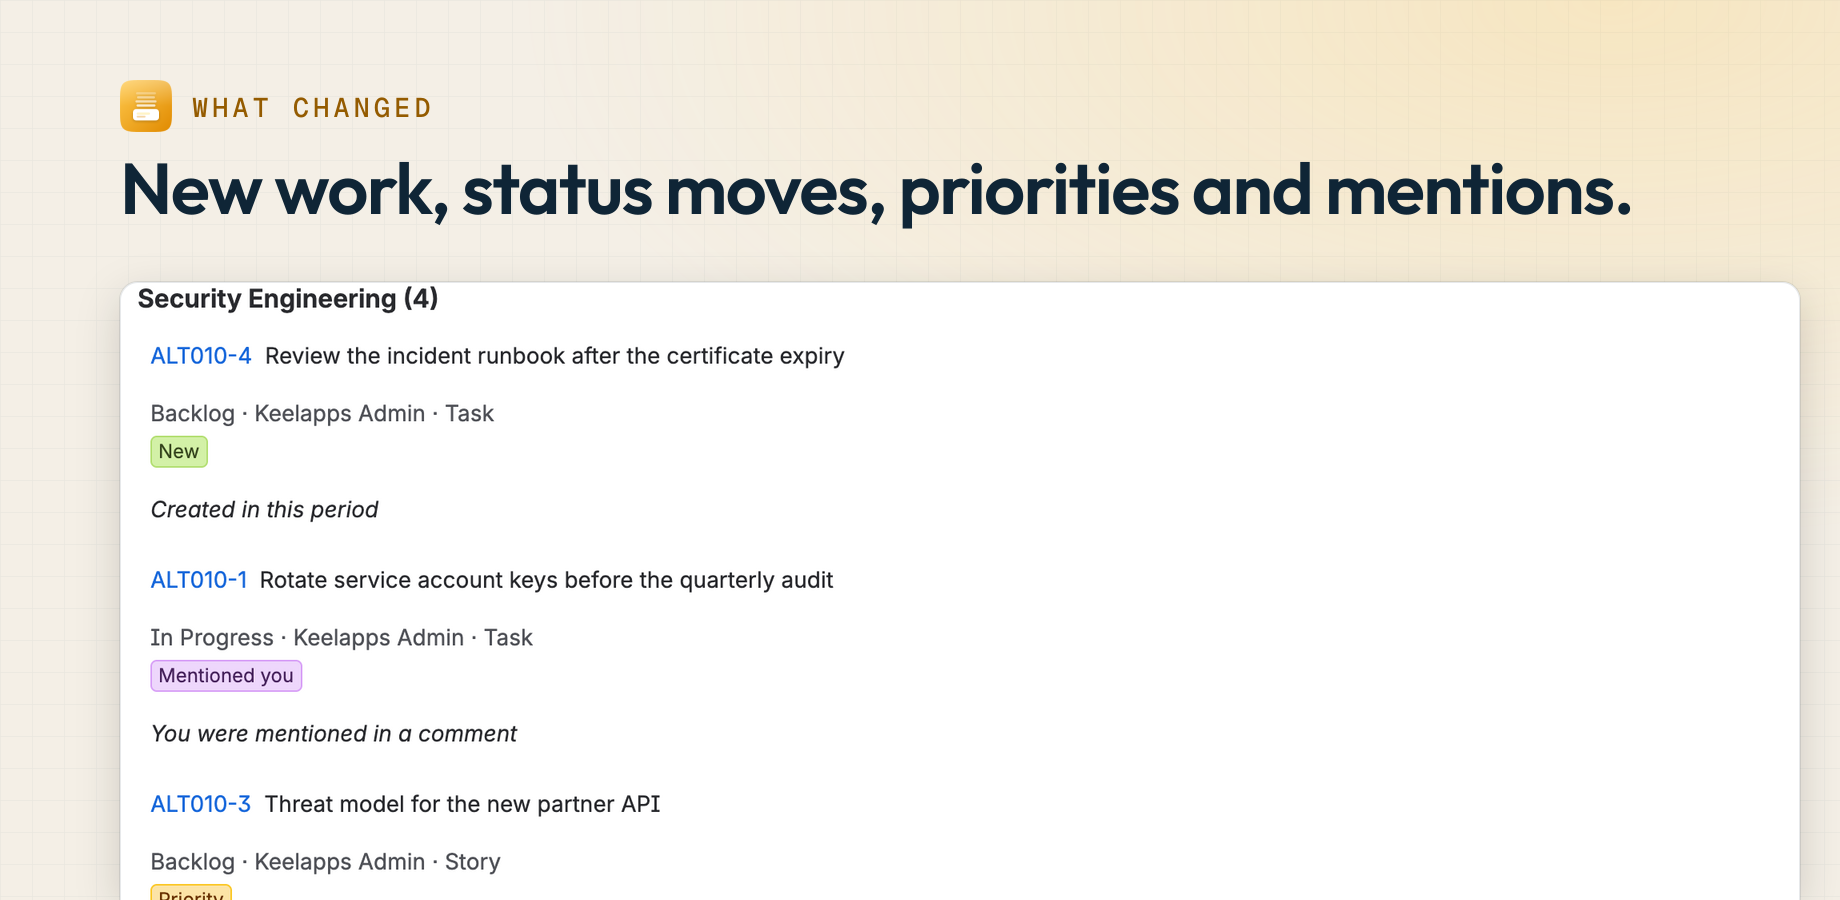 WHAT CHANGED
New work, status moves, priorities and mentions.
Security Engineering (4)
ALT010-4 Review the incident runbook after the certificate expiry
Backlog · Keelapps Admin · Task
New
Created in this period
ALT010-1 Rotate service account keys before the quarterly audit
In Progress · Keelapps Admin · Task
Mentioned you
You were mentioned in a comment
ALT010-3 Threat model for the new partner API
Backlog · Keelapps Admin · Story
Priority